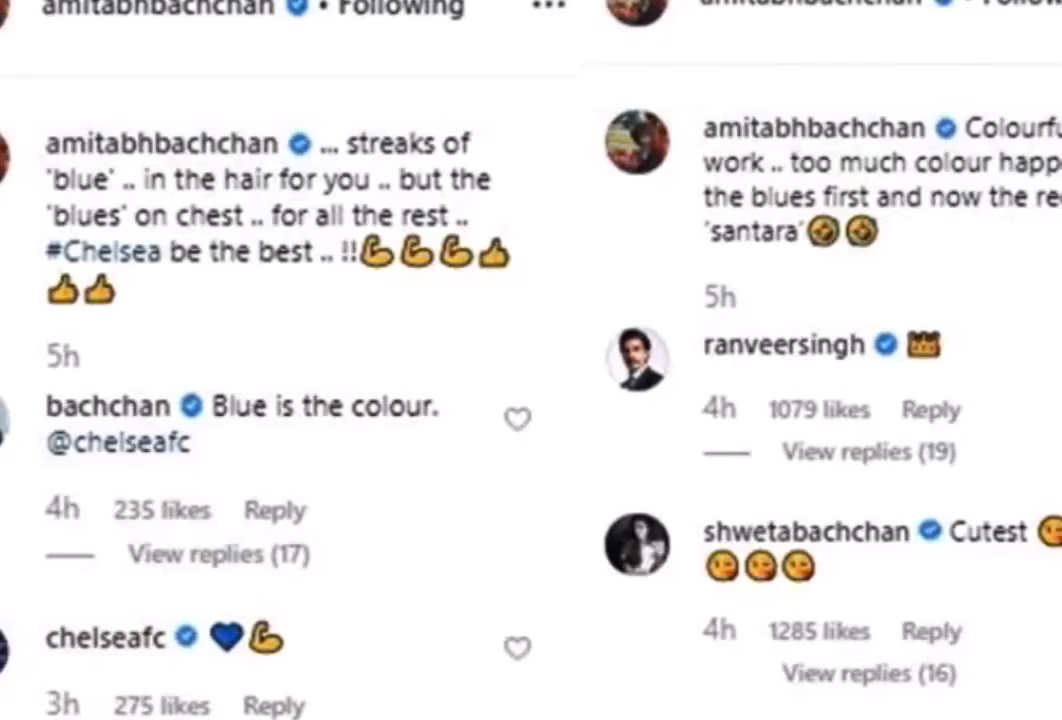 amitabhbachchan • Following
amitabhbachchan ... streaks of
'blue' .. in the hair for you .. but the
'blues' on chest .. for all the rest ..
#Chelsea be the best .. !!💪💪💪👍
👍👍
5h
bachchan Blue is the colour.
@chelseafc
4h 235 likes Reply
View replies (17)
chelseafc 💙💪
3h 275 likes Reply
amitabhbachchan
amitabhbachchan Colourfu
work .. too much colour happ
the blues first and now the re
'santara'🤣🤣
5h
ranveersingh 👑
4h 1079 likes Reply
View replies (19)
shwetabachchan Cutest 😘
😘😘😘
4h 1285 likes Reply
View replies (16)